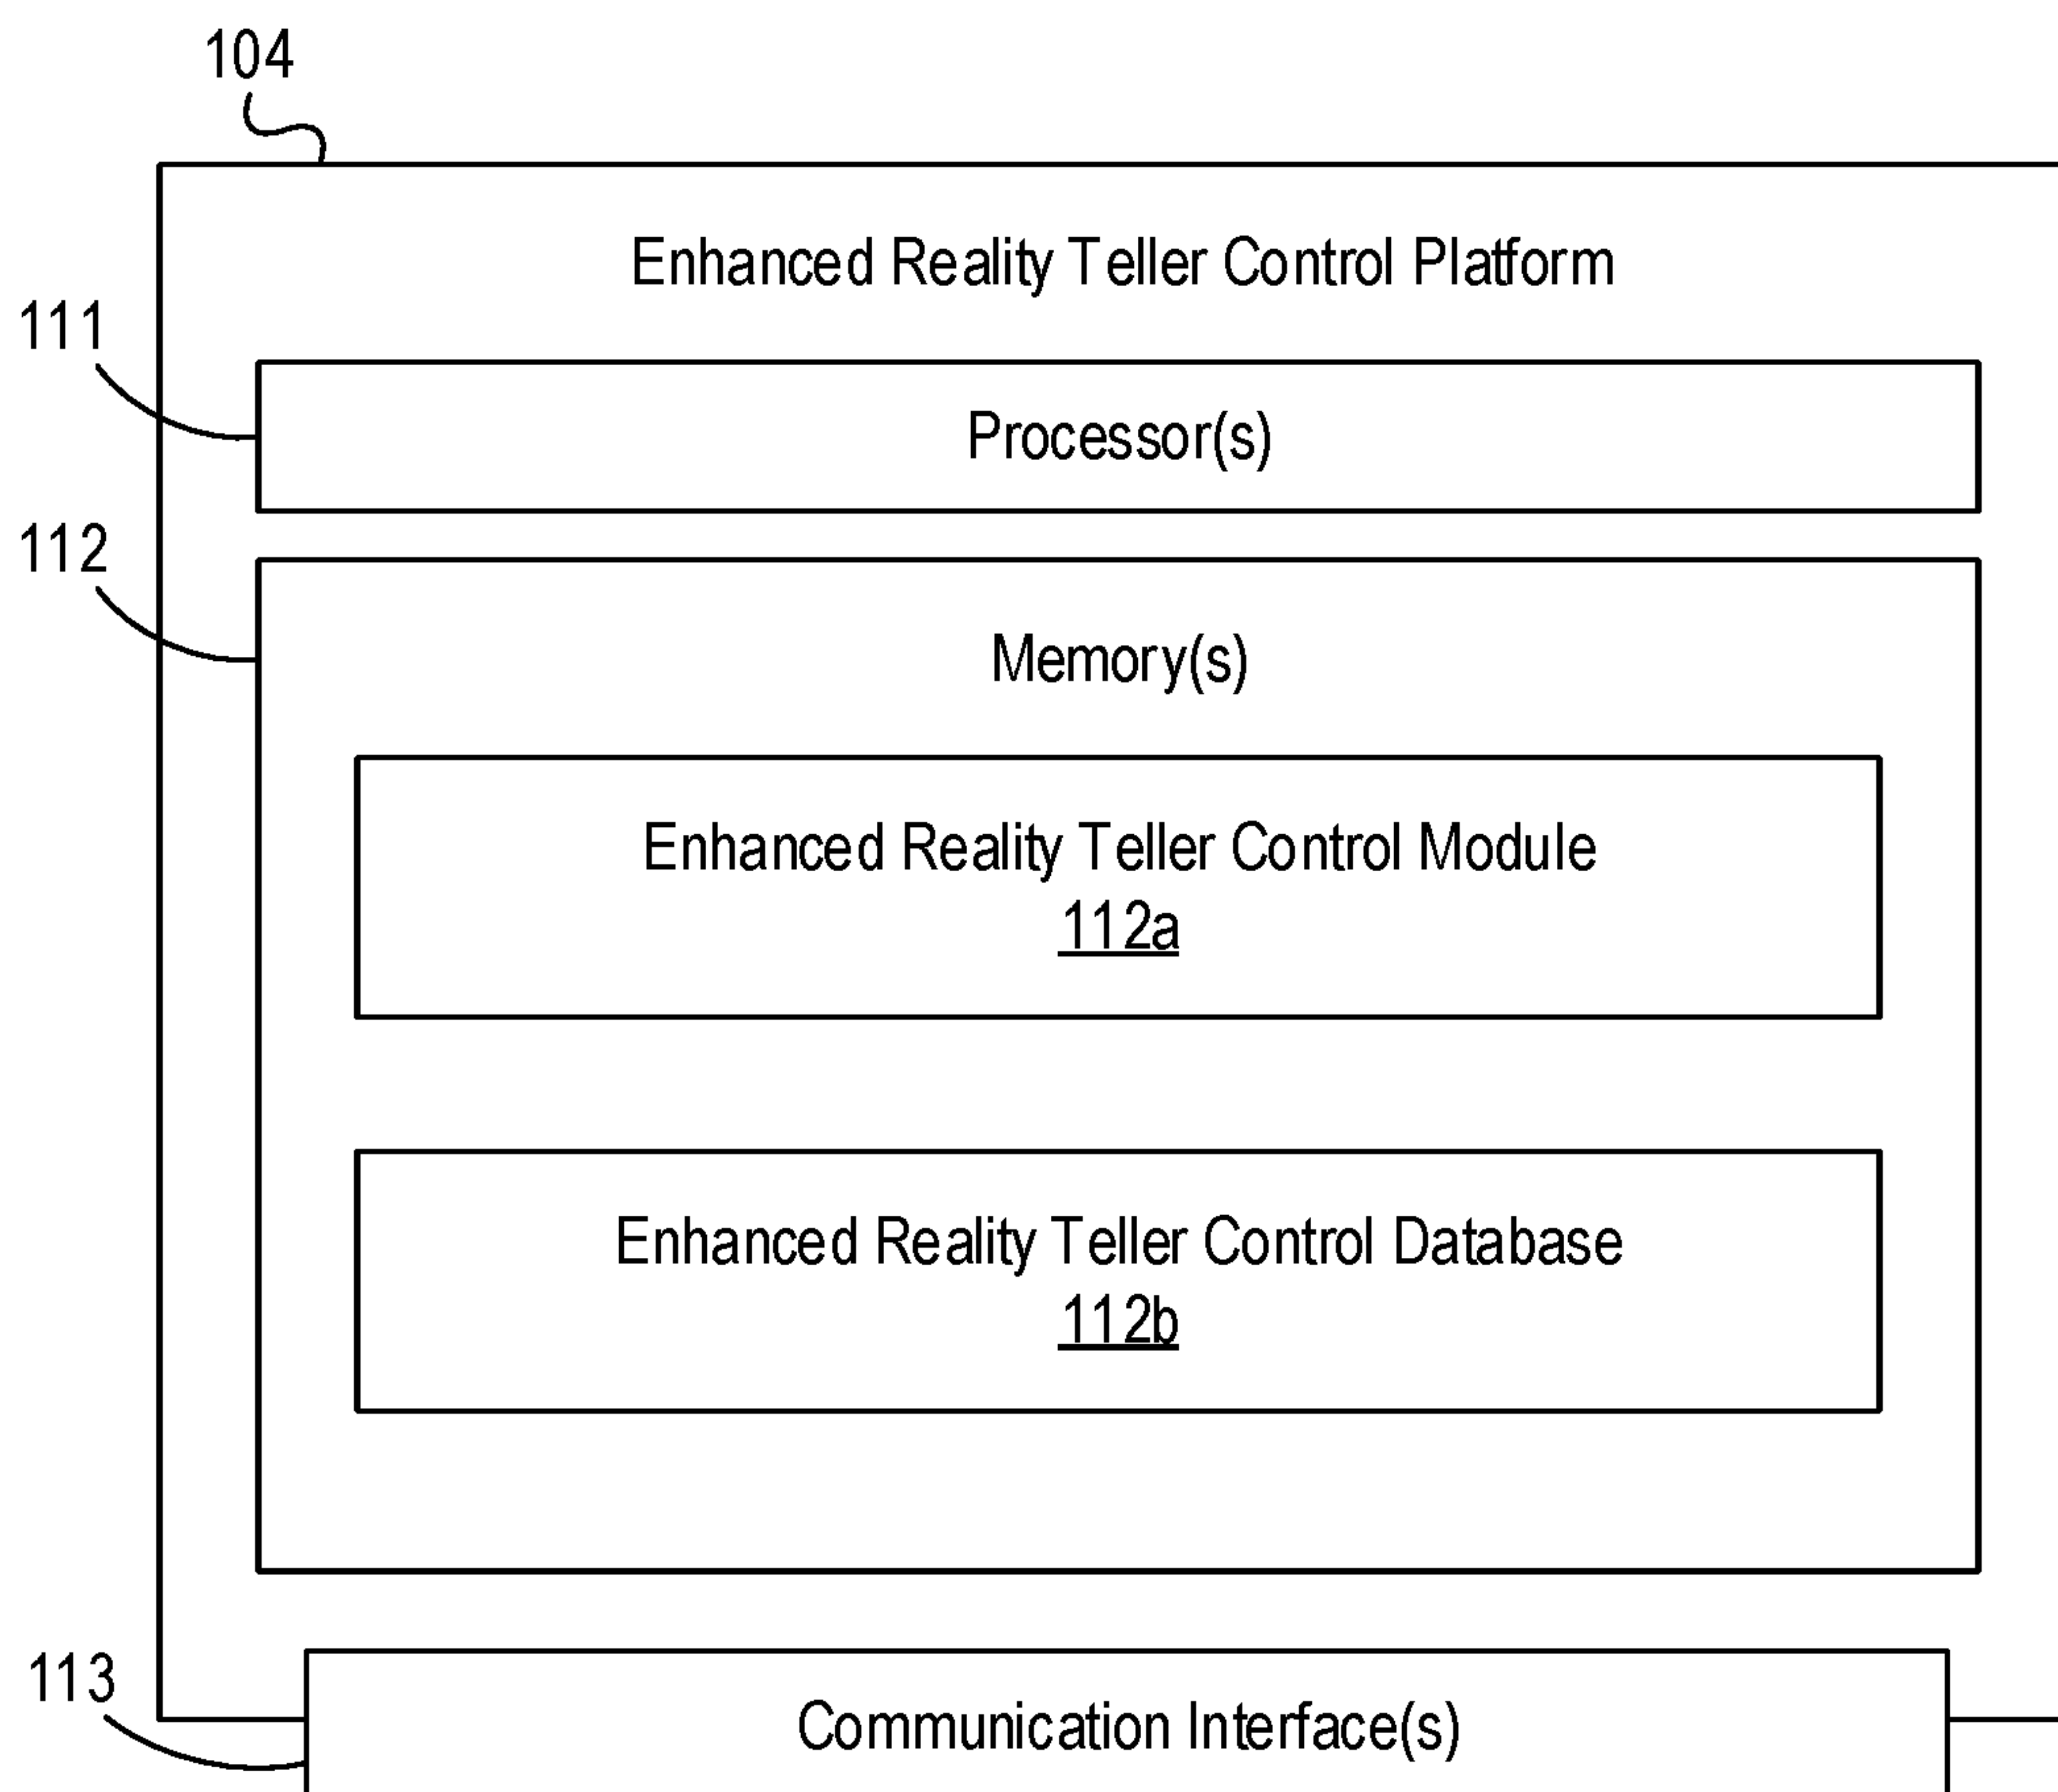 104
Enhanced Reality Teller Control Platform
111
Processor(s)
112
Memory(s)
Enhanced Reality Teller Control Module
112a
Enhanced Reality Teller Control Database
112b
113
Communication Interface(s)